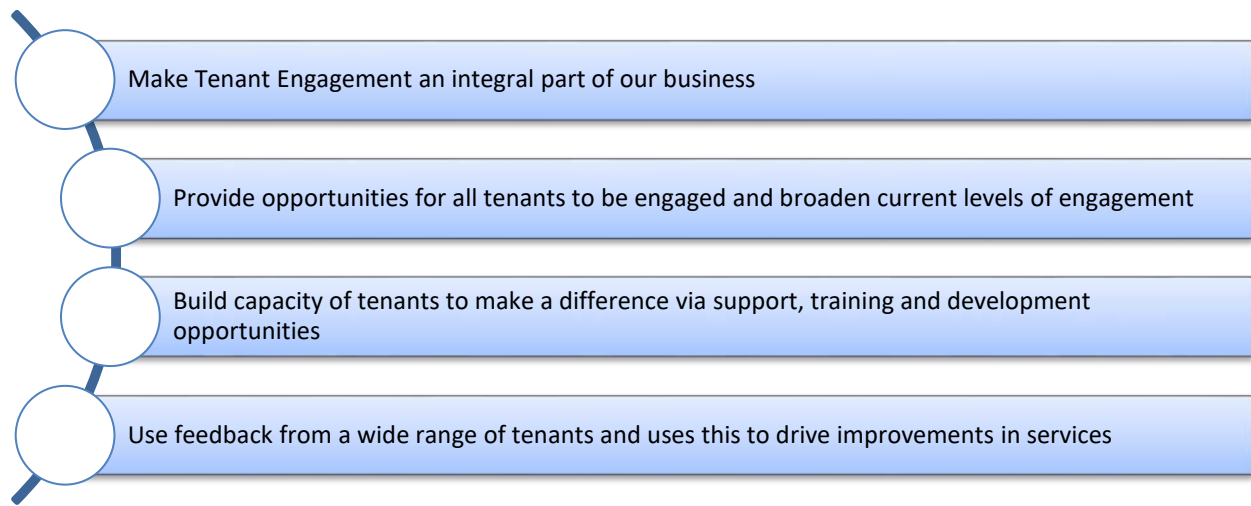 Make Tenant Engagement an integral part of our business
Provide opportunities for all tenants to be engaged and broaden current levels of engagement
Build capacity of tenants to make a difference via support, training and development
opportunities
Use feedback from a wide range of tenants and uses this to drive improvements in services